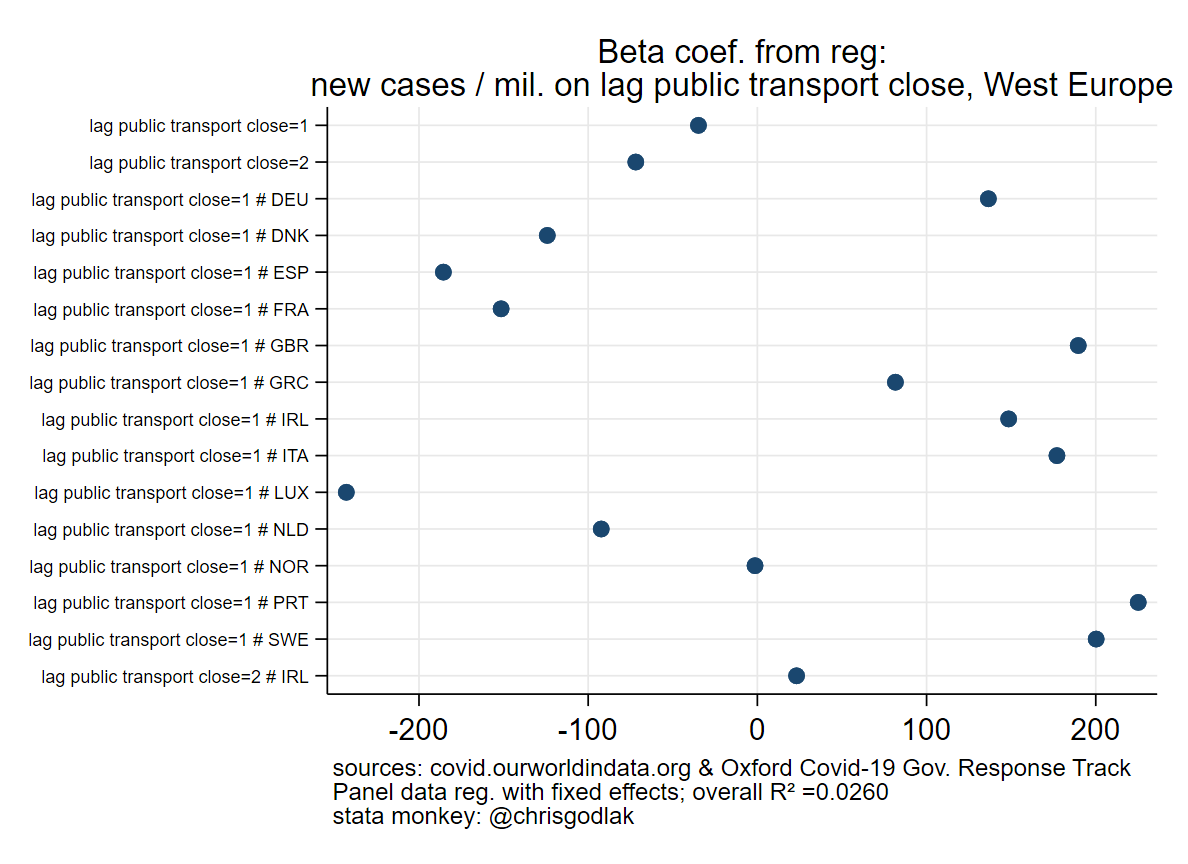 Beta coef. from reg:
new cases / mil. on lag public transport close, West Europe
lag public transport close=1
lag public transport close=2
lag public transport close=1 # DEU
lag public transport close=1 # DNK
lag public transport close=1 # ESP
lag public transport close=1 # FRA
lag public transport close=1 # GBR
lag public transport close=1 # GRC
lag public transport close=1 # IRL
lag public transport close=1 # ITA
lag public transport close=1 # LUX
lag public transport close=1 # NLD
lag public transport close=1 # NOR
lag public transport close=1 # PRT
lag public transport close=1 # SWE
lag public transport close=2 # IRL
-200 -100 0 100 200
sources: covid.ourworldindata.org & Oxford Covid-19 Gov. Response Track
Panel data reg. with fixed effects; overall R² =0.0260
stata monkey: @chrisgodlak